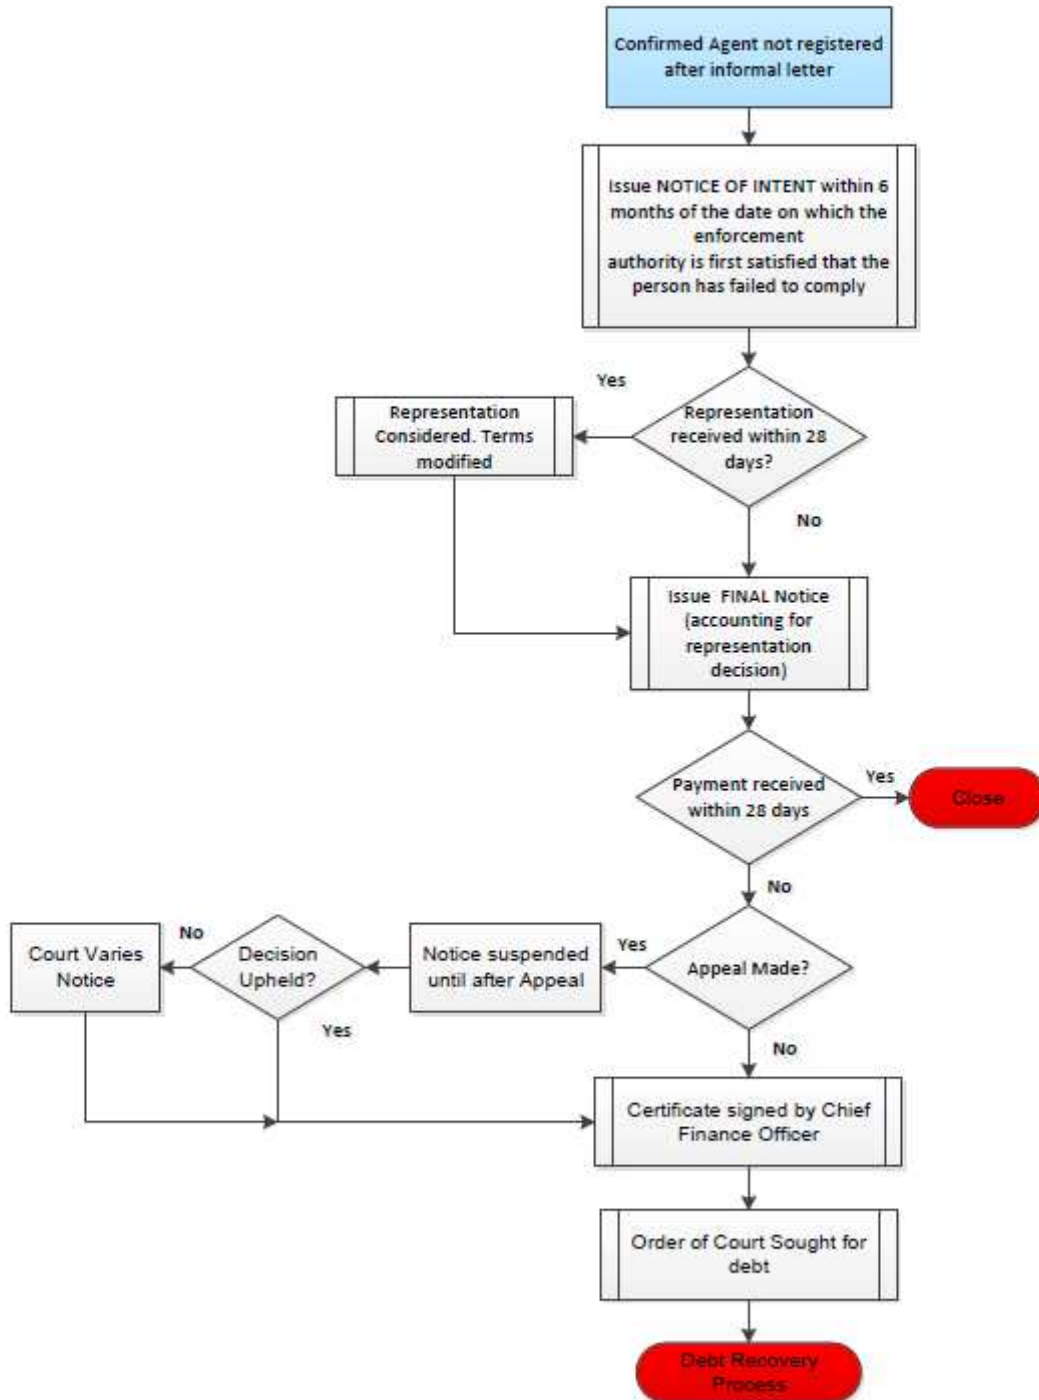 Confirmed Agent not registered
after informal letter
Issue NOTICE OF INTENT within 6
months of the date on which the
enforcement
authority is first satisfied that the
person has failed to comply
Yes
Representation
received within 28
days?
Representation
Considered. Terms
modified
No
Issue FINAL Notice
(accounting for
representation
decision)
Payment received
within 28 days
Yes
Close
No
Appeal Made?
Yes
Notice suspended
until after Appeal
Decision
Upheld?
No
Court Varies
Notice
Yes
No
Certificate signed by Chief
Finance Officer
Order of Court Sought for
debt
Debt Recovery
Process